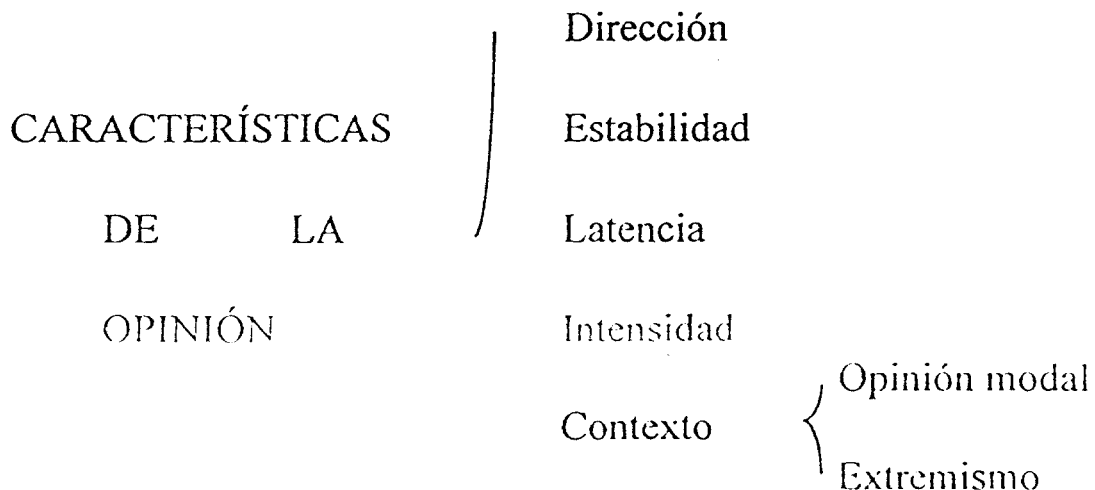 CARACTERÍSTICAS
DE LA
OPINIÓN
Dirección
Estabilidad
Latencia
Intensidad
Contexto
Opinión modal
Extremismo